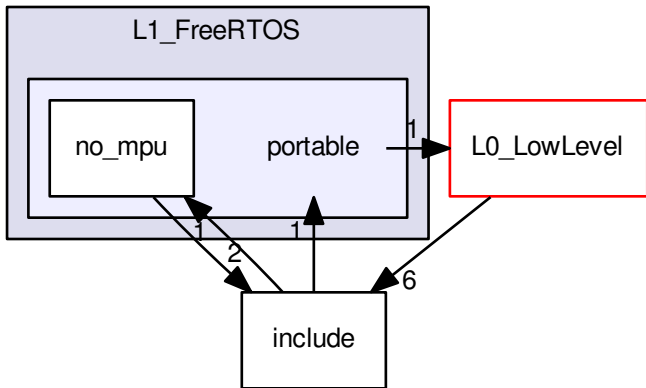 L1_FreeRTOS
no_mpu
portable
1
L0_LowLevel
1
1
2
6
include